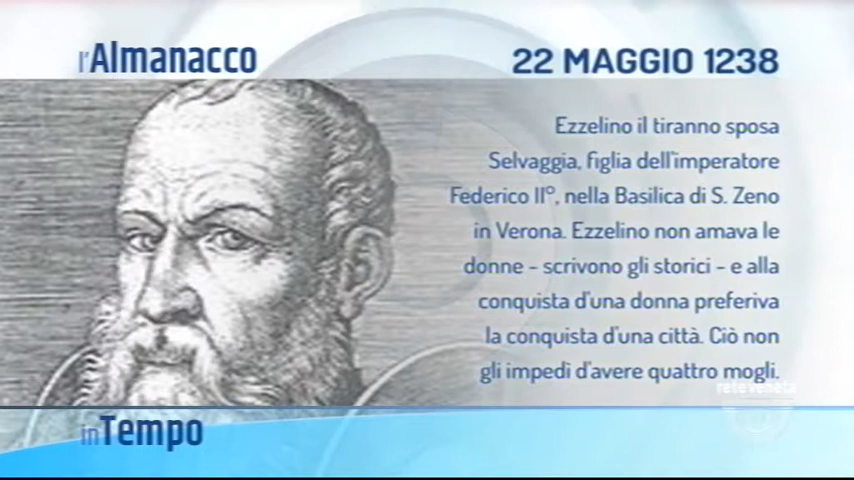 l'Almanacco
22 MAGGIO 1238
Ezzelino il tiranno sposa
Selvaggia, figlia dell'imperatore
Federico II°, nella Basilica di S. Zeno
in Verona. Ezzelino non amava le
donne - scrivono gli storici - e alla
conquista d'una donna preferiva
la conquista d'una città. Ciò non
gli impedì d'avere quattro mogli.
reteveneta
inTempo